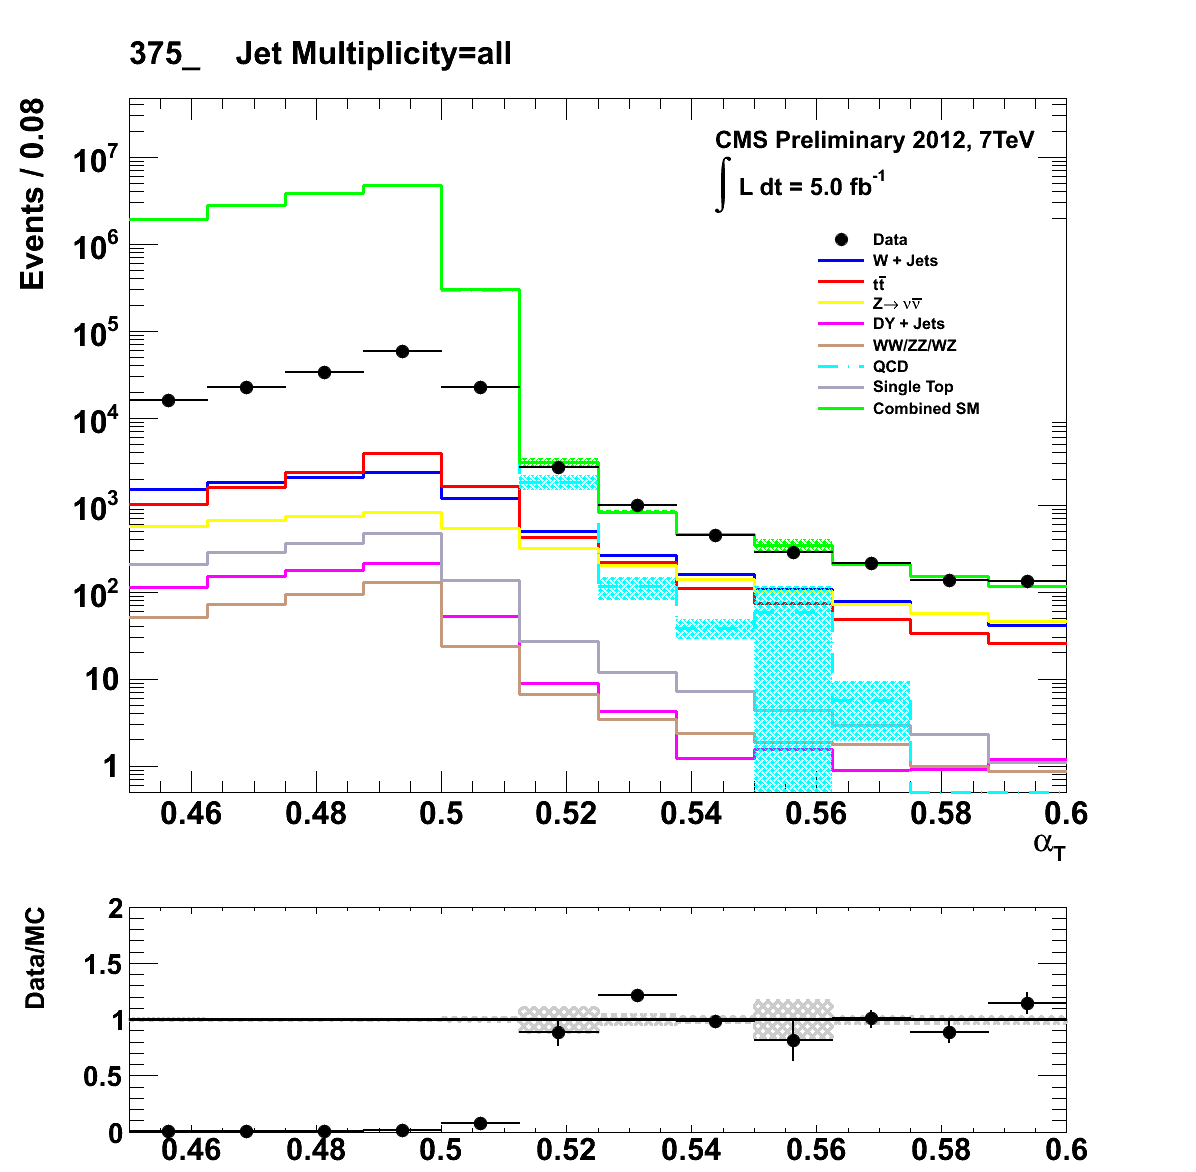 375_ Jet Multiplicity=all
Events / 0.08
10⁷
10⁶
10⁵
10⁴
10³
10²
10
1
CMS Preliminary 2012, 7TeV
∫ L dt = 5.0 fb⁻¹
Data
W + Jets
tt̅
Z→ νν̅
DY + Jets
WW/ZZ/WZ
QCD
Single Top
Combined SM
0.46 0.48 0.5 0.52 0.54 0.56 0.58 0.6
α_T
Data/MC
2
1.5
1
0.5
0
0.46 0.48 0.5 0.52 0.54 0.56 0.58 0.6